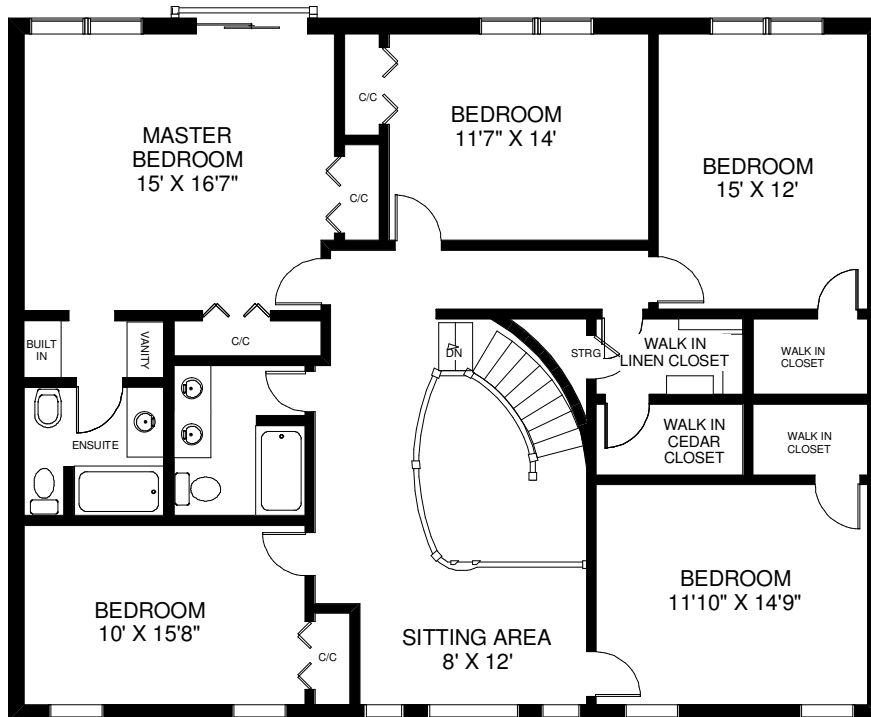 MASTER
BEDROOM
15' X 16'7"
C/C
BEDROOM
11'7" X 14'
BEDROOM
15' X 12'
C/C
BUILT
IN
VANITY
C/C
DN
STRG
WALK IN
LINEN CLOSET
WALK IN
CLOSET
ENSUITE
WALK IN
CEDAR
CLOSET
WALK IN
CLOSET
BEDROOM
10' X 15'8"
C/C
SITTING AREA
8' X 12'
BEDROOM
11'10" X 14'9"